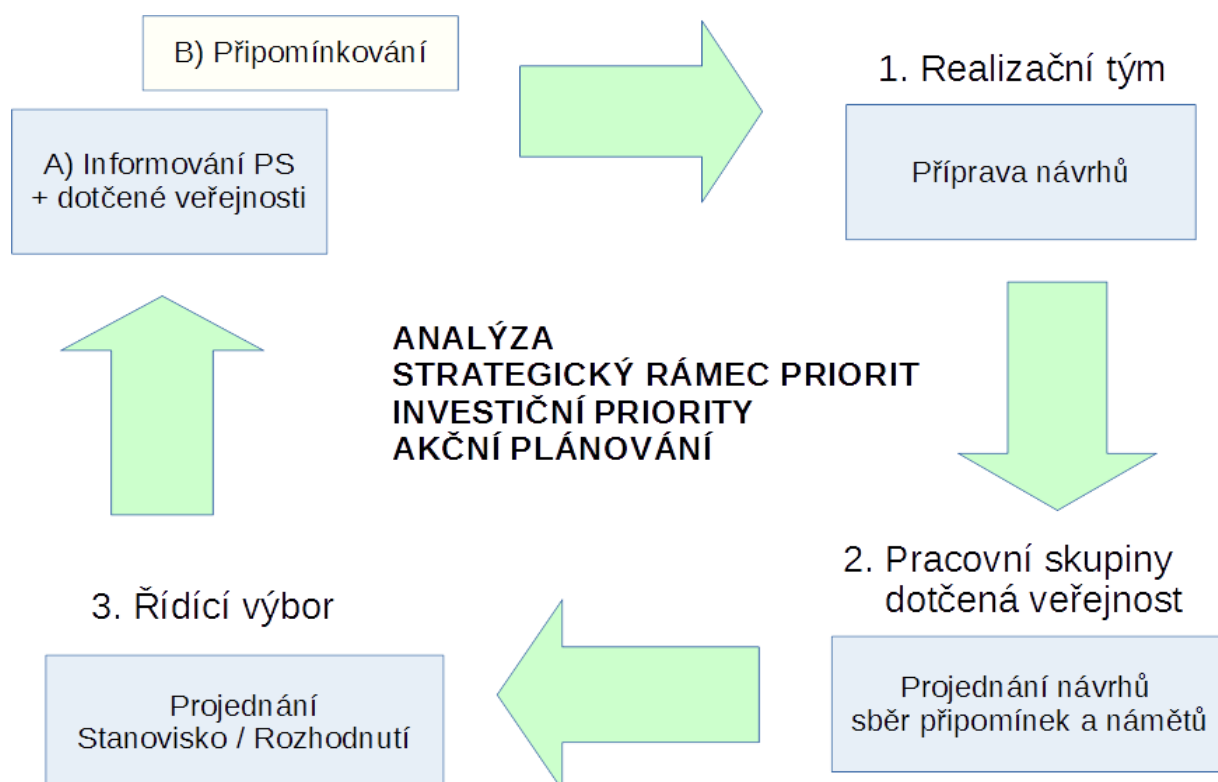 B) Připomínkování
A) Informování PS
+ dotčené veřejnosti
1. Realizační tým
Příprava návrhů
ANALÝZA
STRATEGICKÝ RÁMEC PRIORIT
INVESTIČNÍ PRIORITY
AKČNÍ PLÁNOVÁNÍ
2. Pracovní skupiny
dotčená veřejnost
Projednání návrhů
sběr připomínek a námětů
3. Řídící výbor
Projednání
Stanovisko / Rozhodnutí